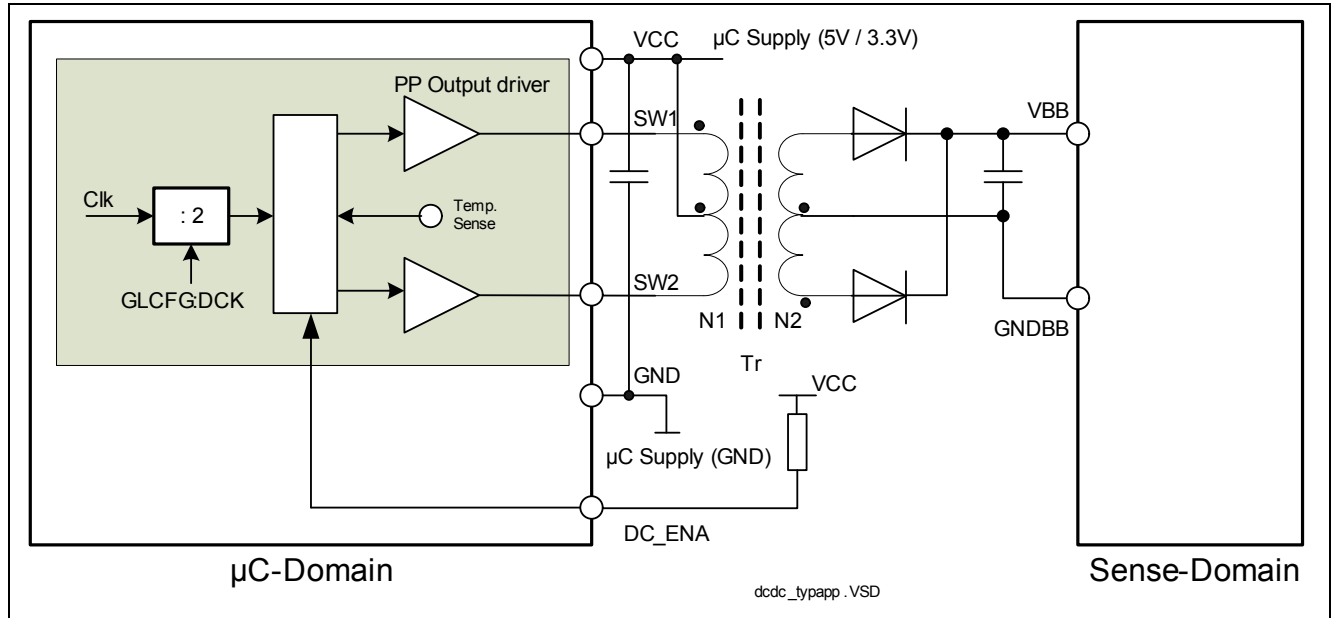 VCC
µC Supply (5V / 3.3V)
PP Output driver
SW1
VBB
Clk
: 2
Temp.
Sense
GLCFG:DCK
SW2
N1
N2
GNDBB
Tr
GND
VCC
µC Supply (GND)
DC_ENA
µC-Domain
Sense-Domain
dcdc_typapp .VSD